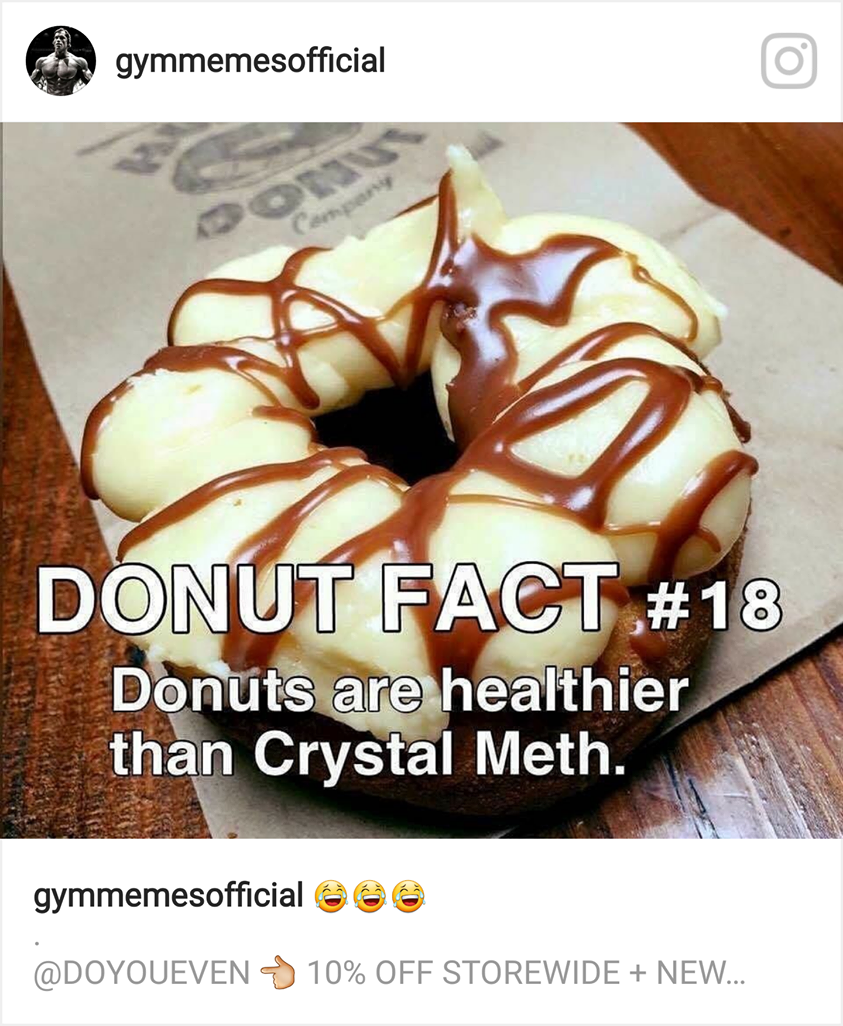 gymmemesofficial
DONUT
Company
DONUT FACT #18
Donuts are healthier
than Crystal Meth.
gymmemesofficial 😂😂😂
.
@DOYOUEVEN 👈 10% OFF STOREWIDE + NEW...